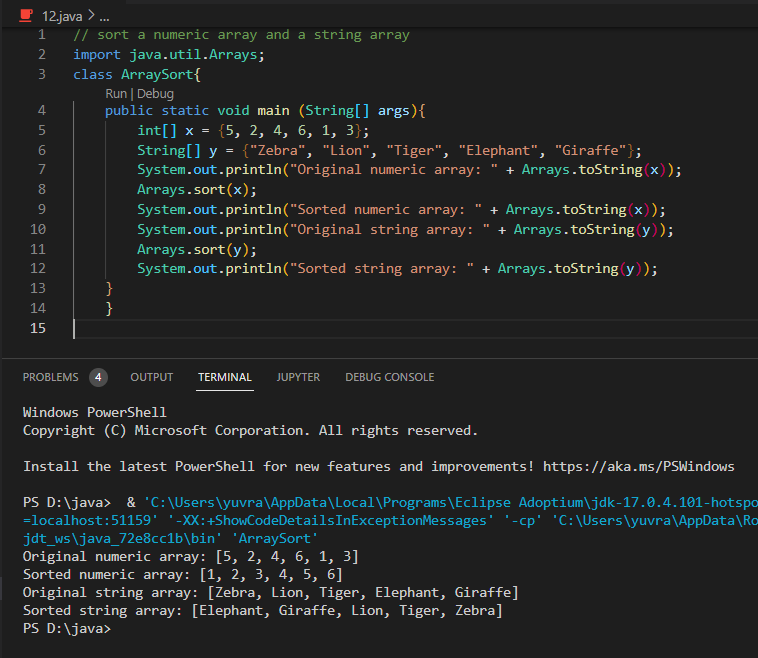 12.java > ...
1 // sort a numeric array and a string array
2 import java.util.Arrays;
3 class ArraySort{
Run | Debug
4 public static void main (String[] args){
5 int[] x = {5, 2, 4, 6, 1, 3};
6 String[] y = {"Zebra", "Lion", "Tiger", "Elephant", "Giraffe"};
7 System.out.println("Original numeric array: " + Arrays.toString(x));
8 Arrays.sort(x);
9 System.out.println("Sorted numeric array: " + Arrays.toString(x));
10 System.out.println("Original string array: " + Arrays.toString(y));
11 Arrays.sort(y);
12 System.out.println("Sorted string array: " + Arrays.toString(y));
13 }
14 }
15
PROBLEMS 4 OUTPUT TERMINAL JUPYTER DEBUG CONSOLE
Windows PowerShell
Copyright (C) Microsoft Corporation. All rights reserved.
Install the latest PowerShell for new features and improvements! https://aka.ms/PSWindows
PS D:\java>  & 'C:\Users\yuvra\AppData\Local\Programs\Eclipse Adoptium\jdk-17.0.4.101-hotspo
=localhost:51159' '-XX:+ShowCodeDetailsInExceptionMessages' '-cp' 'C:\Users\yuvra\AppData\Ro
jdt_ws\java_72e8cc1b\bin' 'ArraySort'
Original numeric array: [5, 2, 4, 6, 1, 3]
Sorted numeric array: [1, 2, 3, 4, 5, 6]
Original string array: [Zebra, Lion, Tiger, Elephant, Giraffe]
Sorted string array: [Elephant, Giraffe, Lion, Tiger, Zebra]
PS D:\java>